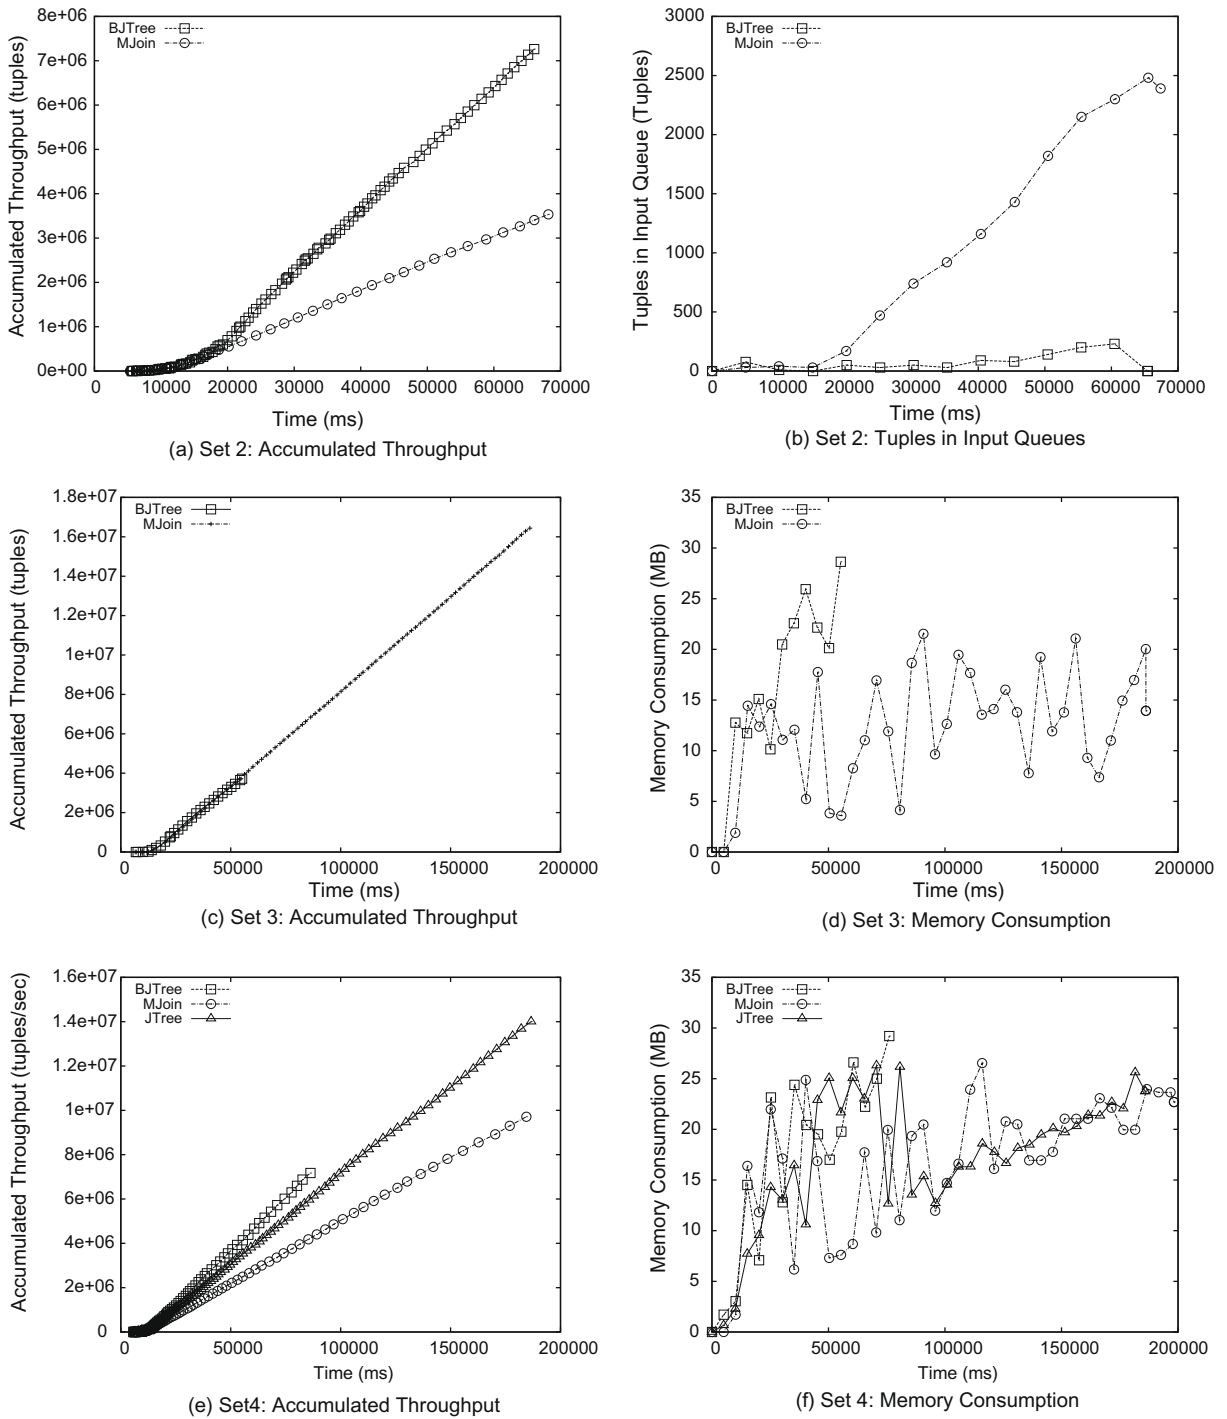 8e+06
7e+06
6e+06
5e+06
4e+06
3e+06
2e+06
1e+06
0e+00
Accumulated Throughput (tuples)
BJTree
MJoin
0 10000 20000 30000 40000 50000 60000 70000
Time (ms)
(a) Set 2: Accumulated Throughput
3000
2500
2000
1500
1000
500
0
Tuples in Input Queue (Tuples)
BJTree
MJoin
0 10000 20000 30000 40000 50000 60000 70000
Time (ms)
(b) Set 2: Tuples in Input Queues
1.8e+07
1.6e+07
1.4e+07
1.2e+07
1e+07
8e+06
6e+06
4e+06
2e+06
0
Accumulated Throughput (tuples)
BJTree
MJoin
0 50000 100000 150000 200000
Time (ms)
(c) Set 3: Accumulated Throughput
35
30
25
20
15
10
5
0
Memory Consumption (MB)
BJTree
MJoin
0 50000 100000 150000 200000
Time (ms)
(d) Set 3: Memory Consumption
1.6e+07
1.4e+07
1.2e+07
1e+07
8e+06
6e+06
4e+06
2e+06
0
Accumulated Throughput (tuples/sec)
BJTree
MJoin
JTree
0 50000 100000 150000 200000
Time (ms)
(e) Set4: Accumulated Throughput
35
30
25
20
15
10
5
0
Memory Consumption (MB)
BJTree
MJoin
JTree
0 50000 100000 150000 200000
Time (ms)
(f) Set 4: Memory Consumption